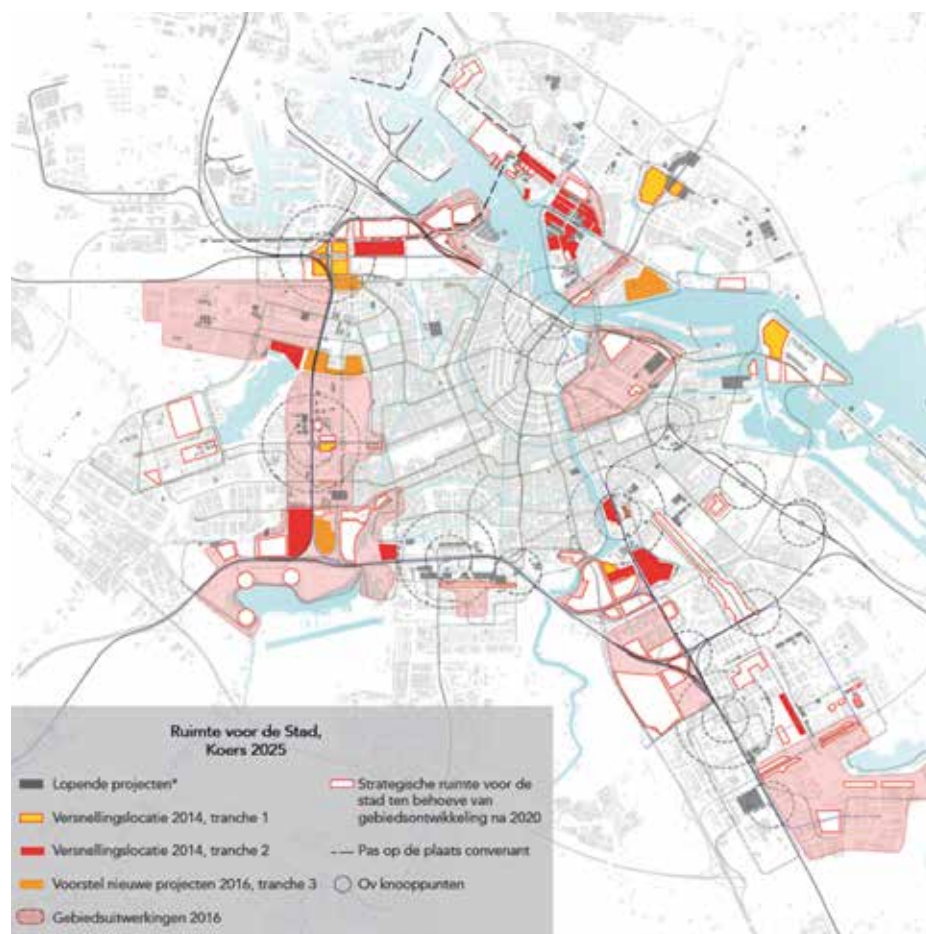 Ruimte voor de Stad,
Koers 2025
Lopende projecten*
Versnellingslocatie 2014, tranche 1
Versnellingslocatie 2014, tranche 2
Voorstel nieuwe projecten 2016, tranche 3
Gebiedsuitwerkingen 2016
Strategische ruimte voor de
stad ten behoeve van
gebiedsontwikkeling na 2020
Pas op de plaats convenant
Ov knooppunten